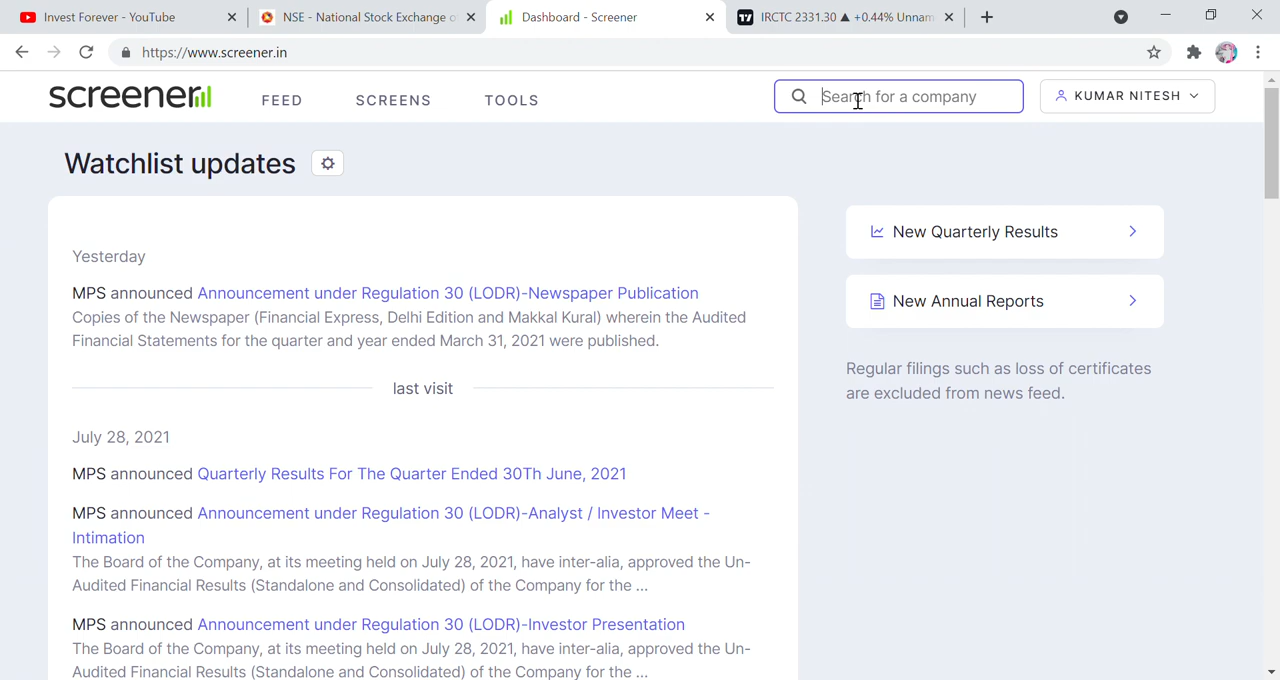 Invest Forever - YouTube
NSE - National Stock Exchange o
Dashboard - Screener
IRCTC 2331.30 ▲ +0.44% Unnam
https://www.screener.in
screener
FEED
SCREENS
TOOLS
Search for a company
KUMAR NITESH
Watchlist updates
Yesterday
MPS announced Announcement under Regulation 30 (LODR)-Newspaper Publication
Copies of the Newspaper (Financial Express, Delhi Edition and Makkal Kural) wherein the Audited
Financial Statements for the quarter and year ended March 31, 2021 were published.
last visit
July 28, 2021
MPS announced Quarterly Results For The Quarter Ended 30Th June, 2021
MPS announced Announcement under Regulation 30 (LODR)-Analyst / Investor Meet -
Intimation
The Board of the Company, at its meeting held on July 28, 2021, have inter-alia, approved the Un-
Audited Financial Results (Standalone and Consolidated) of the Company for the ...
MPS announced Announcement under Regulation 30 (LODR)-Investor Presentation
The Board of the Company, at its meeting held on July 28, 2021, have inter-alia, approved the Un-
Audited Financial Results (Standalone and Consolidated) of the Company for the ...
New Quarterly Results
New Annual Reports
Regular filings such as loss of certificates
are excluded from news feed.